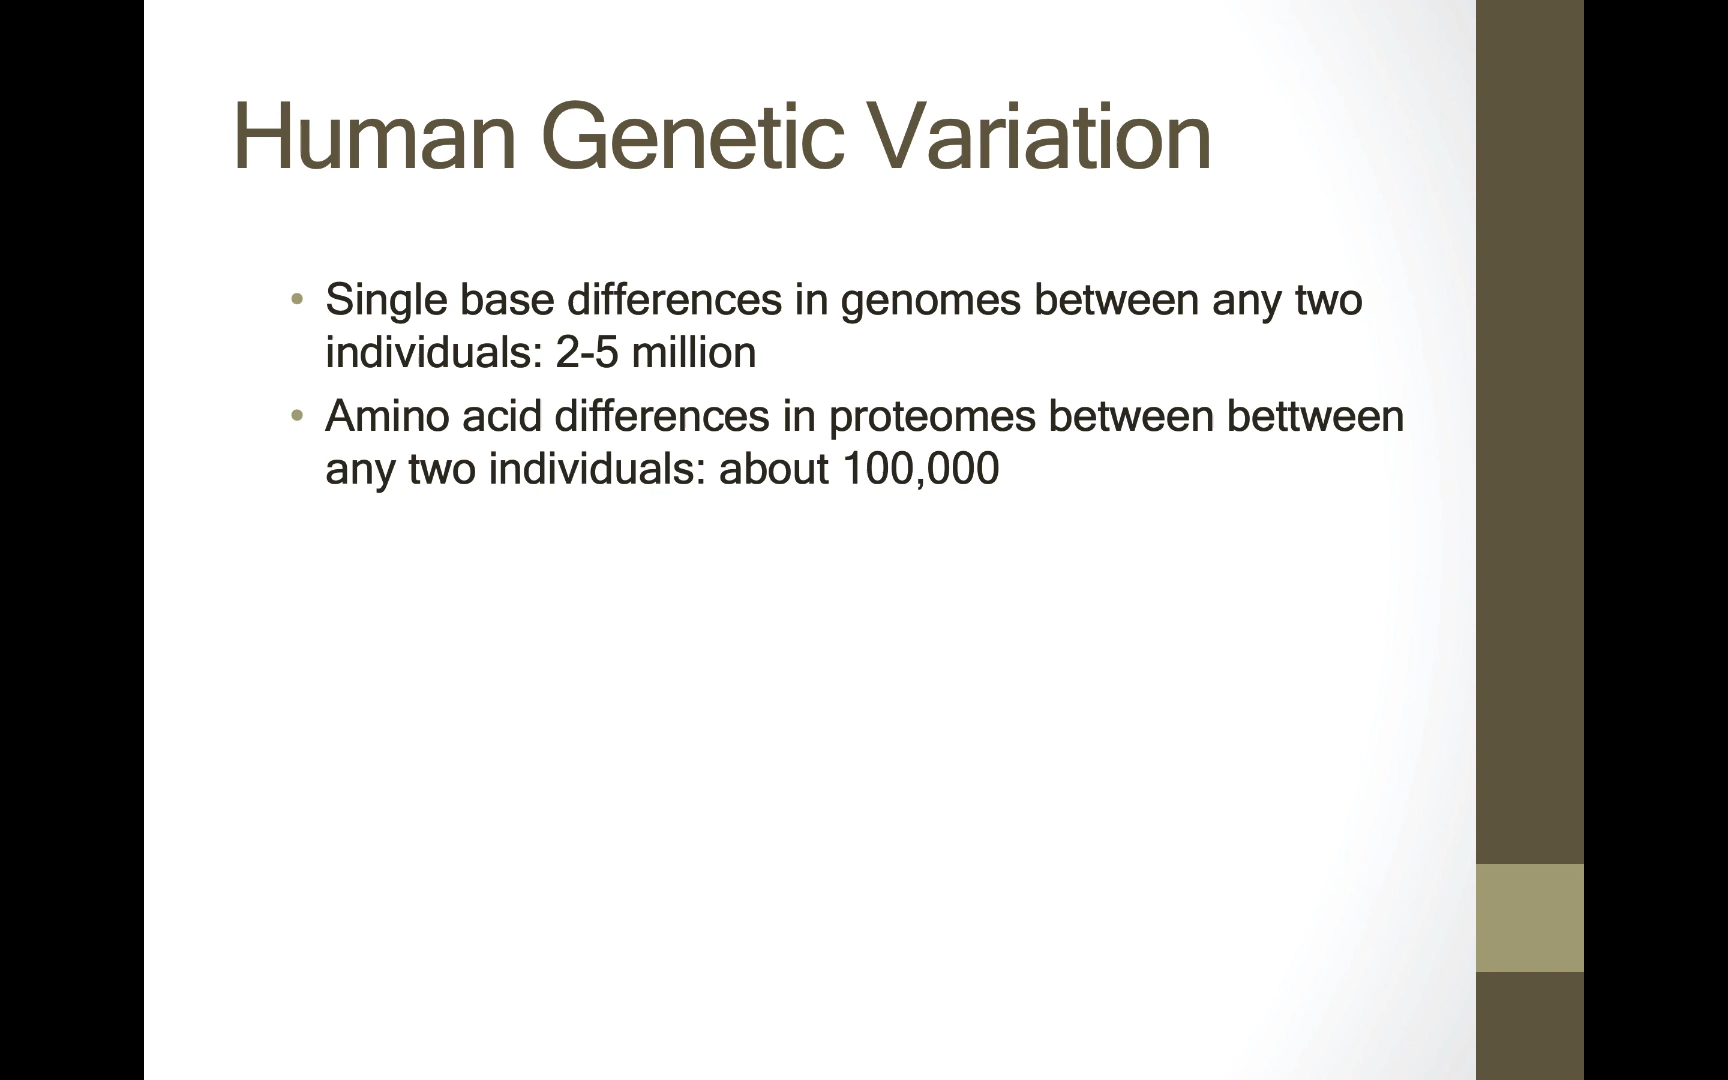 Human Genetic Variation
• Single base differences in genomes between any two
individuals: 2-5 million
• Amino acid differences in proteomes between bettween
any two individuals: about 100,000